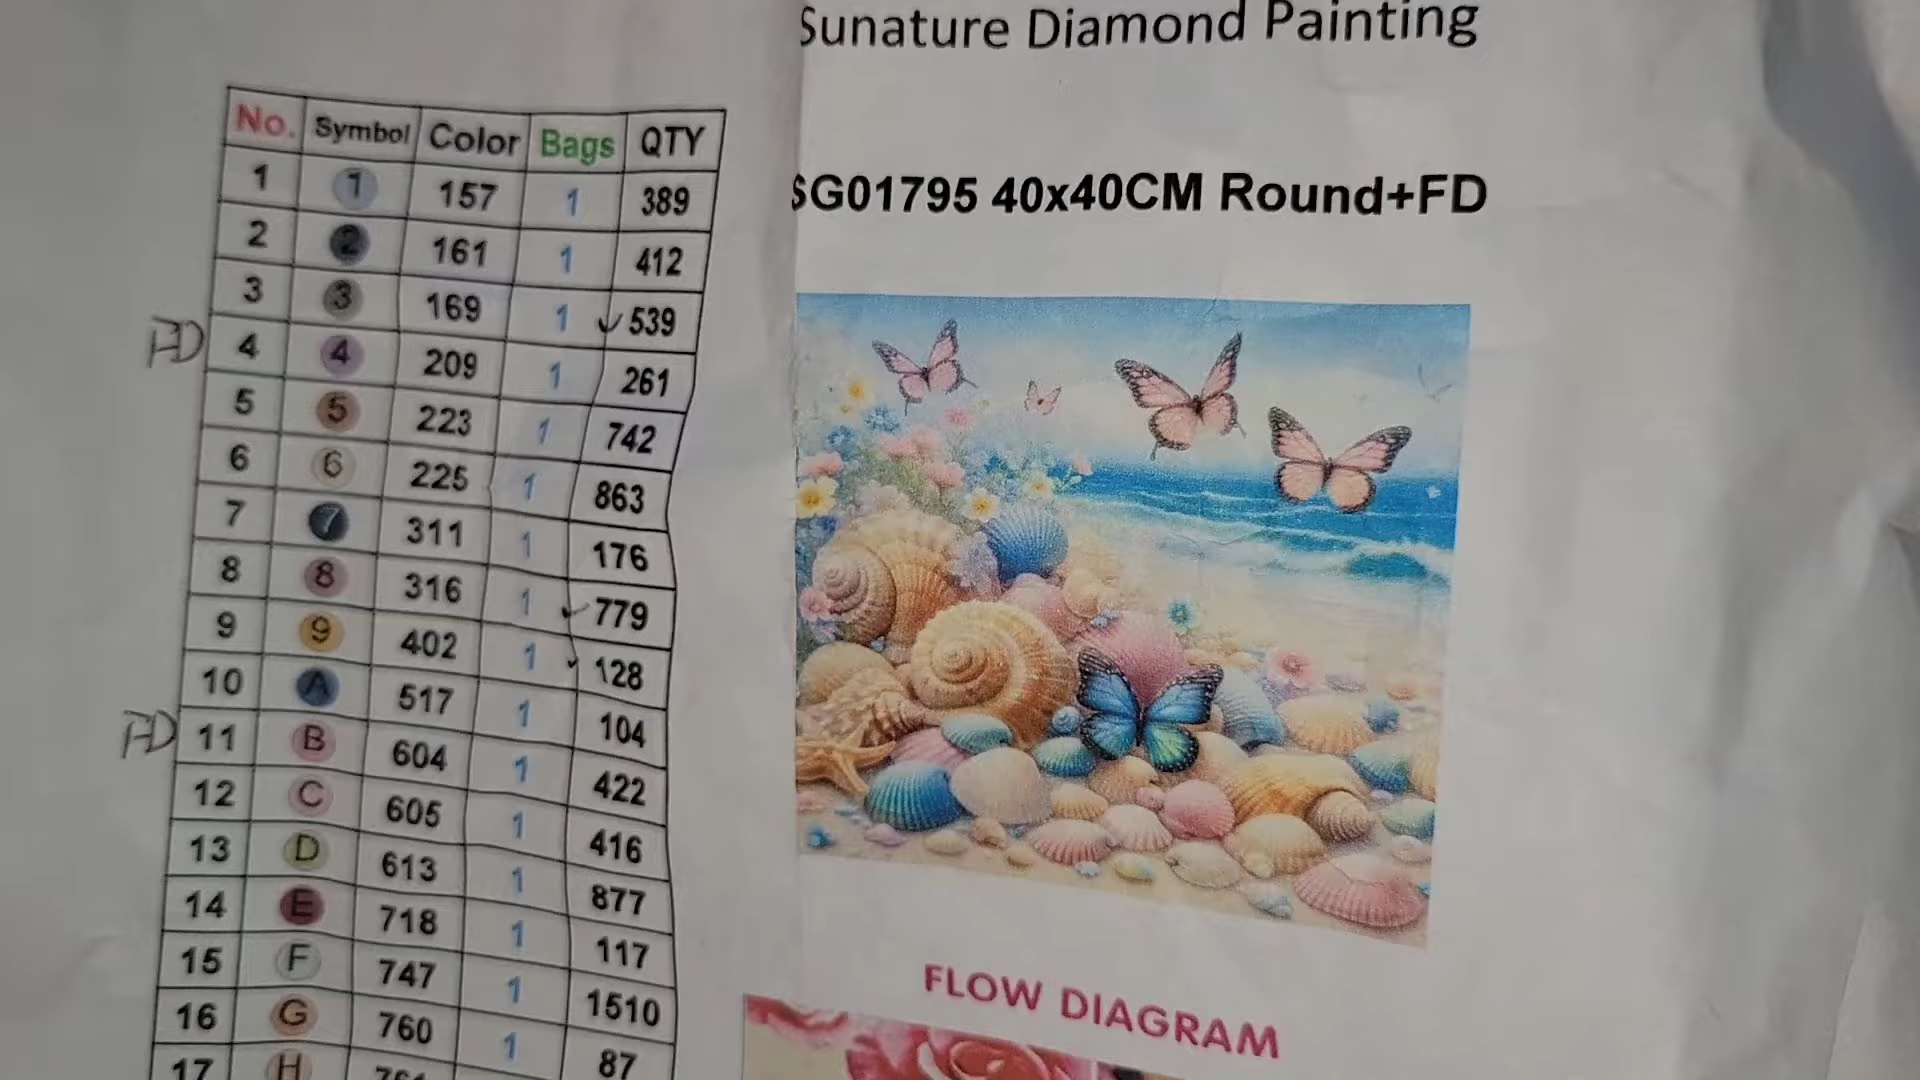 Sunature Diamond Painting
SG01795 40x40CM Round+FD
No. Symbol Color Bags QTY
1 1 157 1 389
2 2 161 1 412
3 3 169 1 ✓ 539
FD 4 4 209 1 261
5 5 223 1 742
6 6 225 1 863
7 7 311 1 176
8 8 316 1 ✓ 779
9 9 402 1 ✓ 128
10 A 517 1 104
FD 11 B 604 1 422
12 C 605 1 416
13 D 613 1 877
14 E 718 1 117
15 F 747 1 1510
16 G 760 1 87
17 H
FLOW DIAGRAM